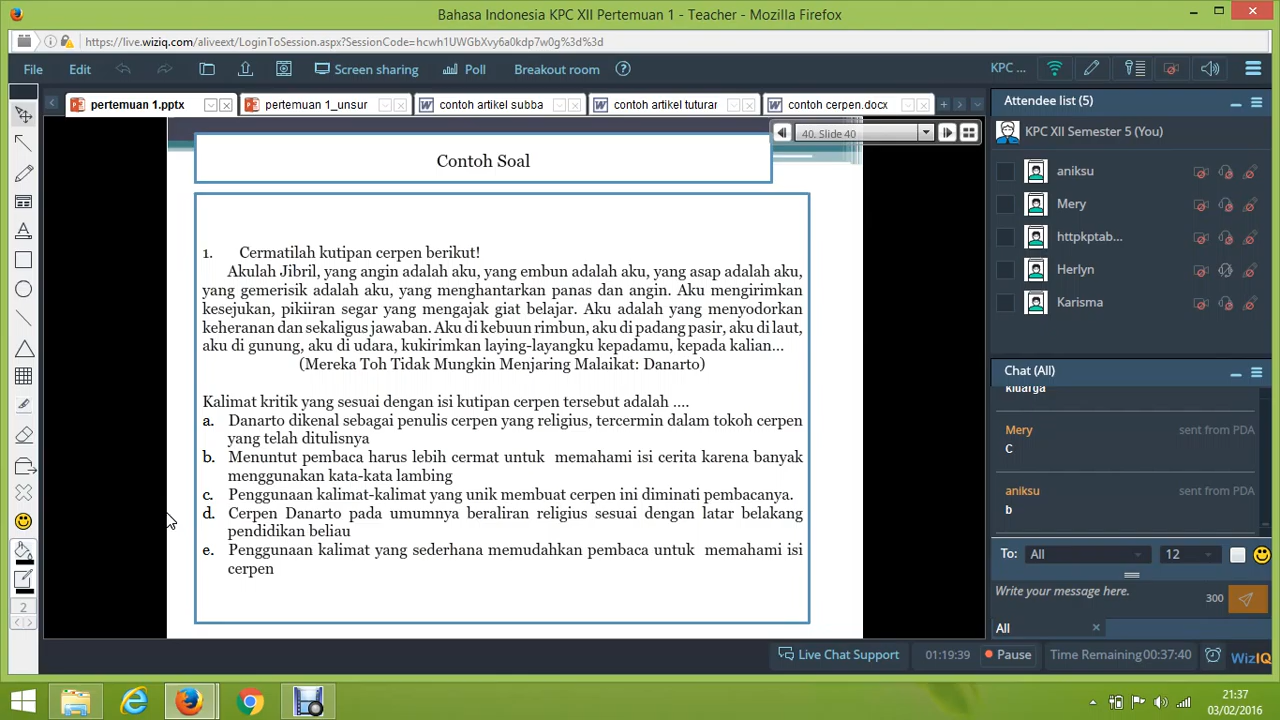 Bahasa Indonesia KPC XII Pertemuan 1 - Teacher - Mozilla Firefox
https://live.wiziq.com/aliveext/LoginToSession.aspx?SessionCode=hcwh1UWGbXvy6a0kdp7w0g%3d%3d
File Edit Screen sharing Poll Breakout room KPC ...
pertemuan 1.pptx pertemuan 1_unsur contoh artikel subba contoh artikel tuturar contoh cerpen.docx
40. Slide 40
Contoh Soal
1. Cermatilah kutipan cerpen berikut!
Akulah Jibril, yang angin adalah aku, yang embun adalah aku, yang asap adalah aku,
yang gemerisik adalah aku, yang menghantarkan panas dan angin. Aku mengirimkan
kesejukan, pikiiran segar yang mengajak giat belajar. Aku adalah yang menyodorkan
keheranan dan sekaligus jawaban. Aku di kebuun rimbun, aku di padang pasir, aku di laut,
aku di gunung, aku di udara, kukirimkan laying-layangku kepadamu, kepada kalian...
(Mereka Toh Tidak Mungkin Menjaring Malaikat: Danarto)
Kalimat kritik yang sesuai dengan isi kutipan cerpen tersebut adalah ....
a. Danarto dikenal sebagai penulis cerpen yang religius, tercermin dalam tokoh cerpen
yang telah ditulisnya
b. Menuntut pembaca harus lebih cermat untuk memahami isi cerita karena banyak
menggunakan kata-kata lambing
c. Penggunaan kalimat-kalimat yang unik membuat cerpen ini diminati pembacanya.
d. Cerpen Danarto pada umumnya beraliran religius sesuai dengan latar belakang
pendidikan beliau
e. Penggunaan kalimat yang sederhana memudahkan pembaca untuk memahami isi
cerpen
2
Attendee list (5)
KPC XII Semester 5 (You)
aniksu
Mery
httpkptab...
Herlyn
Karisma
Chat (All)
kluarga
Mery sent from PDA
C
aniksu sent from PDA
b
To: All 12
Write your message here. 300
All
Live Chat Support 01:19:39 Pause Time Remaining 00:37:40 WizIQ
21:37
03/02/2016